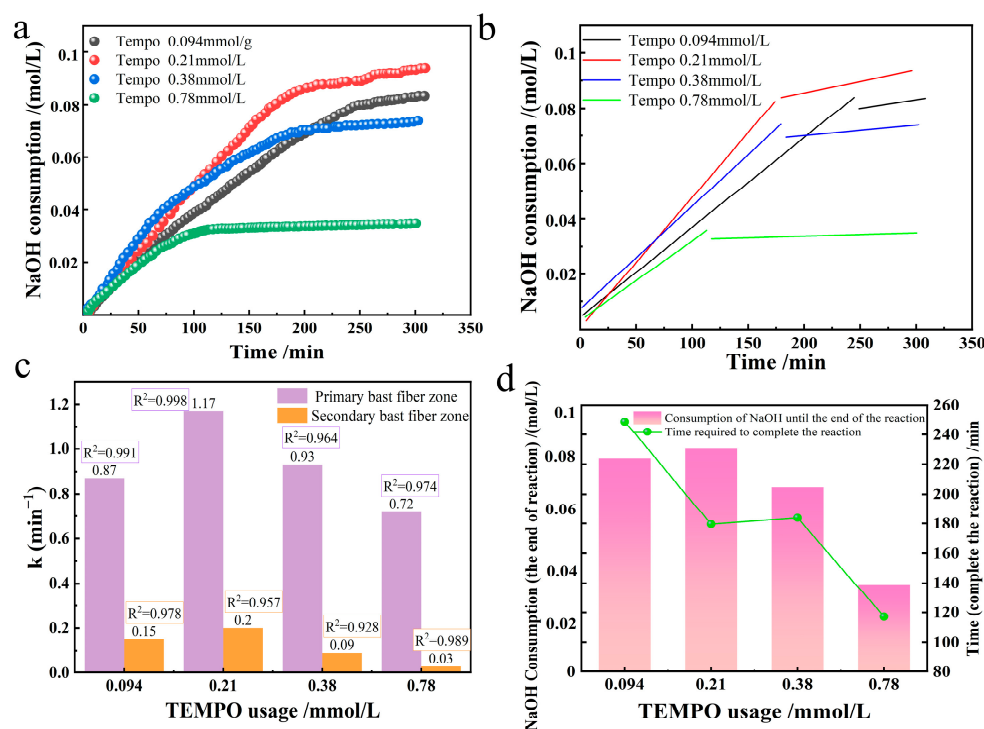 a
Tempo 0.094mmol/g
Tempo 0.21mmol/L
Tempo 0.38mmol/L
Tempo 0.78mmol/L
NaOH consumption /(mol/L)
0.1
0.08
0.06
0.04
0.02
0 50 100 150 200 250 300 350
Time /min
b
Tempo 0.094mmol/L
Tempo 0.21mmol/L
Tempo 0.38mmol/L
Tempo 0.78mmol/L
NaOH consumption /(mol/L)
0.1
0.08
0.06
0.04
0.02
0 50 100 150 200 250 300 350
Time /min
c
Primary bast fiber zone
Secondary bast fiber zone
k (min⁻¹)
1.2
1.0
0.8
0.6
0.4
0.2
0.0
R²=0.991
0.87
R²=0.998
1.17
R²=0.964
0.93
R²=0.974
0.72
R²=0.978
0.15
R²=0.957
0.2
R²=0.928
0.09
R²=0.989
0.03
0.094 0.21 0.38 0.78
TEMPO usage /mmol/L
d
Consumption of NaOH until the end of the reaction
Time required to complete the reaction
NaOH Consumption (the end of reaction) /(mol/L)
0.1
0.08
0.06
0.04
0.02
0
260
240
220
200
180
160
140
120
100
80
Time (complete the reaction) /min
0.094 0.21 0.38 0.78
TEMPO usage /mmol/L